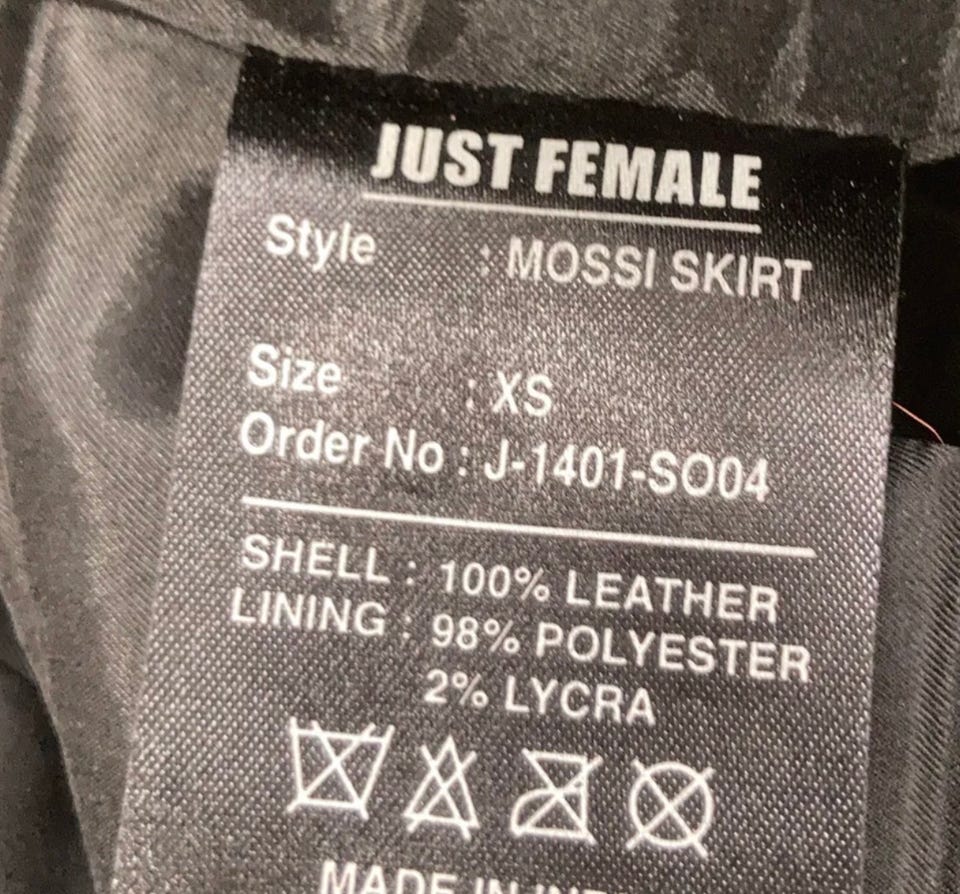 JUST FEMALE
Style : MOSSI SKIRT
Size : XS
Order No : J-1401-SO04
SHELL : 100% LEATHER
LINING : 98% POLYESTER
2% LYCRA
MADE IN